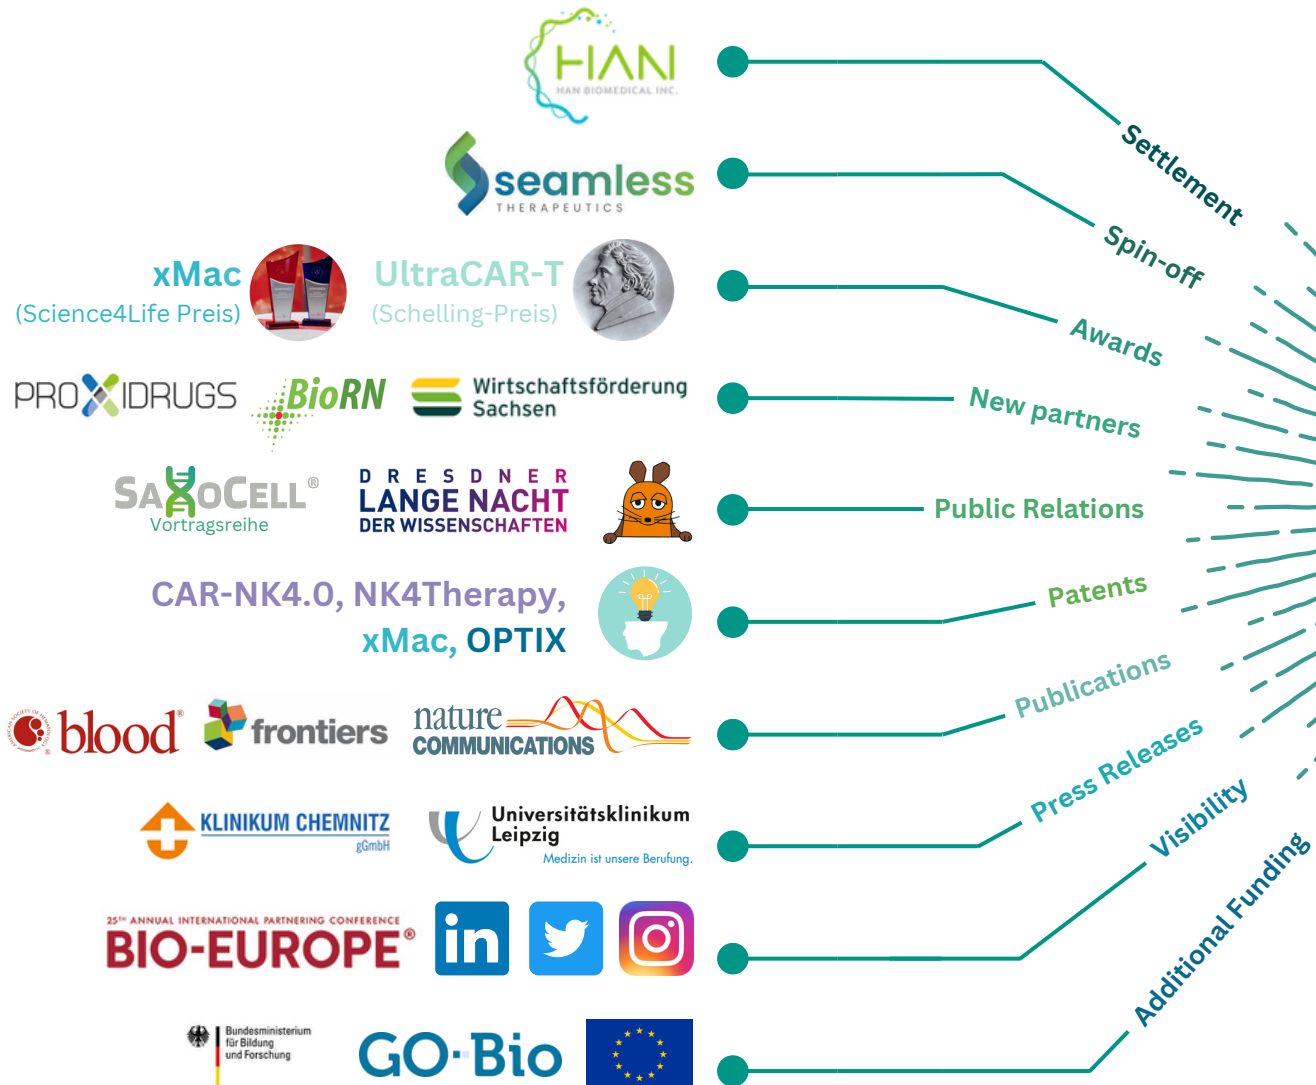 HAN
HAN BIOMEDICAL INC.
Settlement
seamless
THERAPEUTICS
Spin-off
xMac
(Science4Life Preis)
UltraCAR-T
(Schelling-Preis)
Awards
PROXIDRUGS
BioRN
Wirtschaftsförderung
Sachsen
New partners
SAXOCELL®
Vortragsreihe
DRESDNER
LANGE NACHT
DER WISSENSCHAFTEN
Public Relations
CAR-NK4.0, NK4Therapy,
xMac, OPTIX
Patents
blood®
frontiers
nature
COMMUNICATIONS
Publications
KLINIKUM CHEMNITZ
gGmbH
Universitätsklinikum
Leipzig
Medizin ist unsere Berufung.
Press Releases
25TH ANNUAL INTERNATIONAL PARTNERING CONFERENCE
BIO-EUROPE®
in
Visibility
Bundesministerium
für Bildung
und Forschung
GO-Bio
Additional Funding